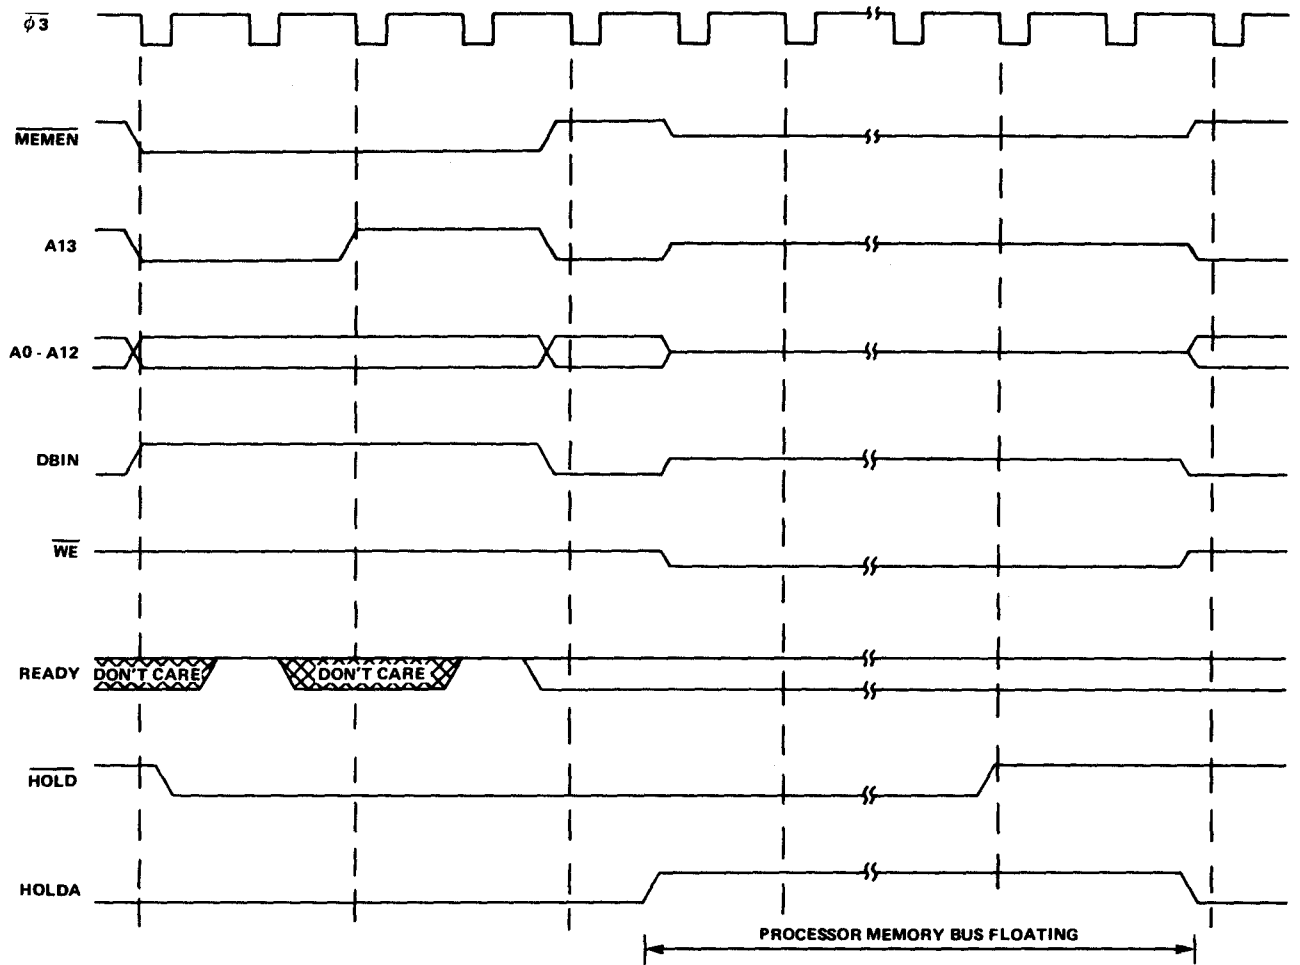 φ3
MEMEN
A13
A0 - A12
DBIN
WE
READY DON'T CARE DON'T CARE
HOLD
HOLDA
PROCESSOR MEMORY BUS FLOATING